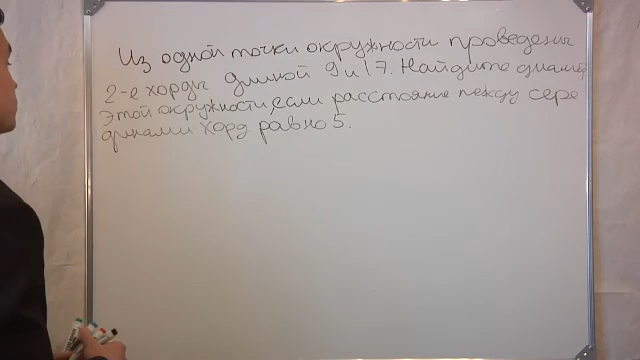 Из одной точки окружности проведены
2-е хорды длиной 9 и 17. Найдите диамет
этой окружности, если расстояние между сере
динами хорд равно 5.